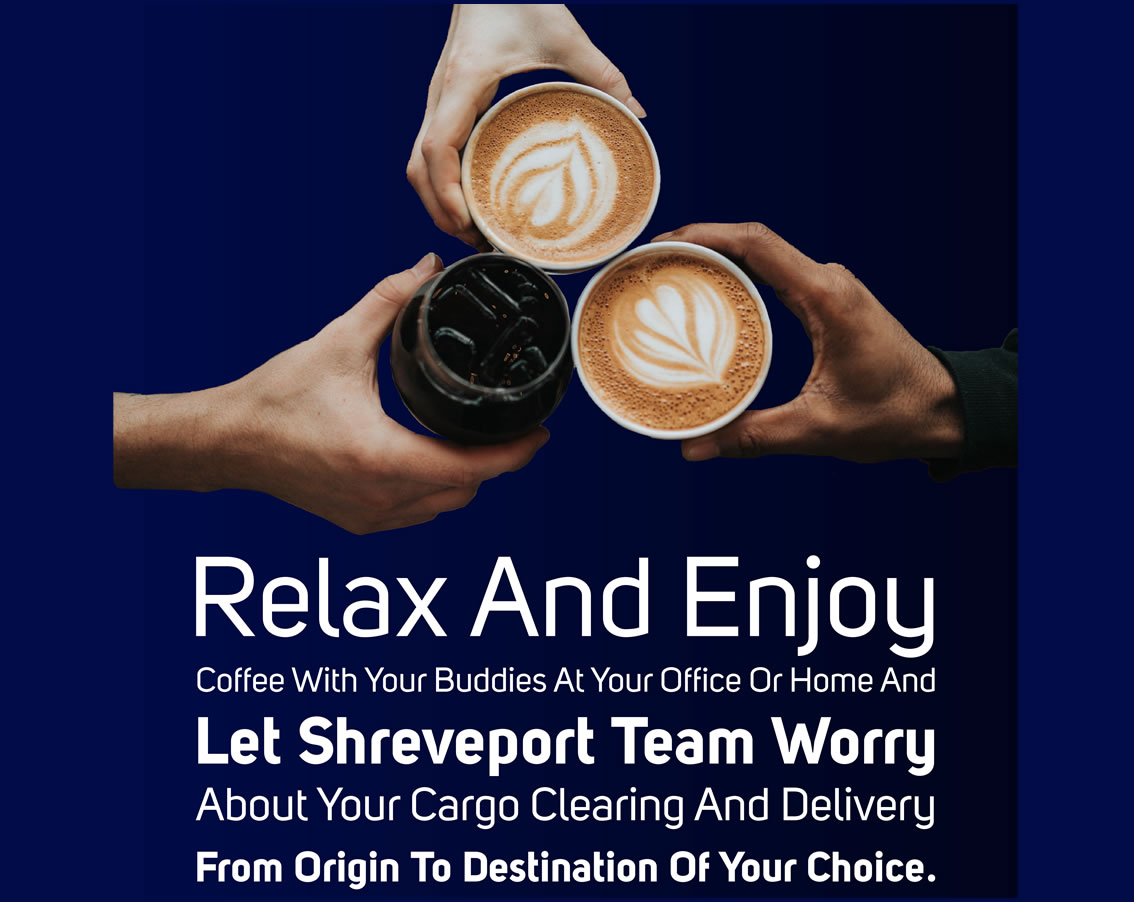 Relax And Enjoy
Coffee With Your Buddies At Your Office Or Home And
Let Shreveport Team Worry
About Your Cargo Clearing And Delivery
From Origin To Destination Of Your Choice.